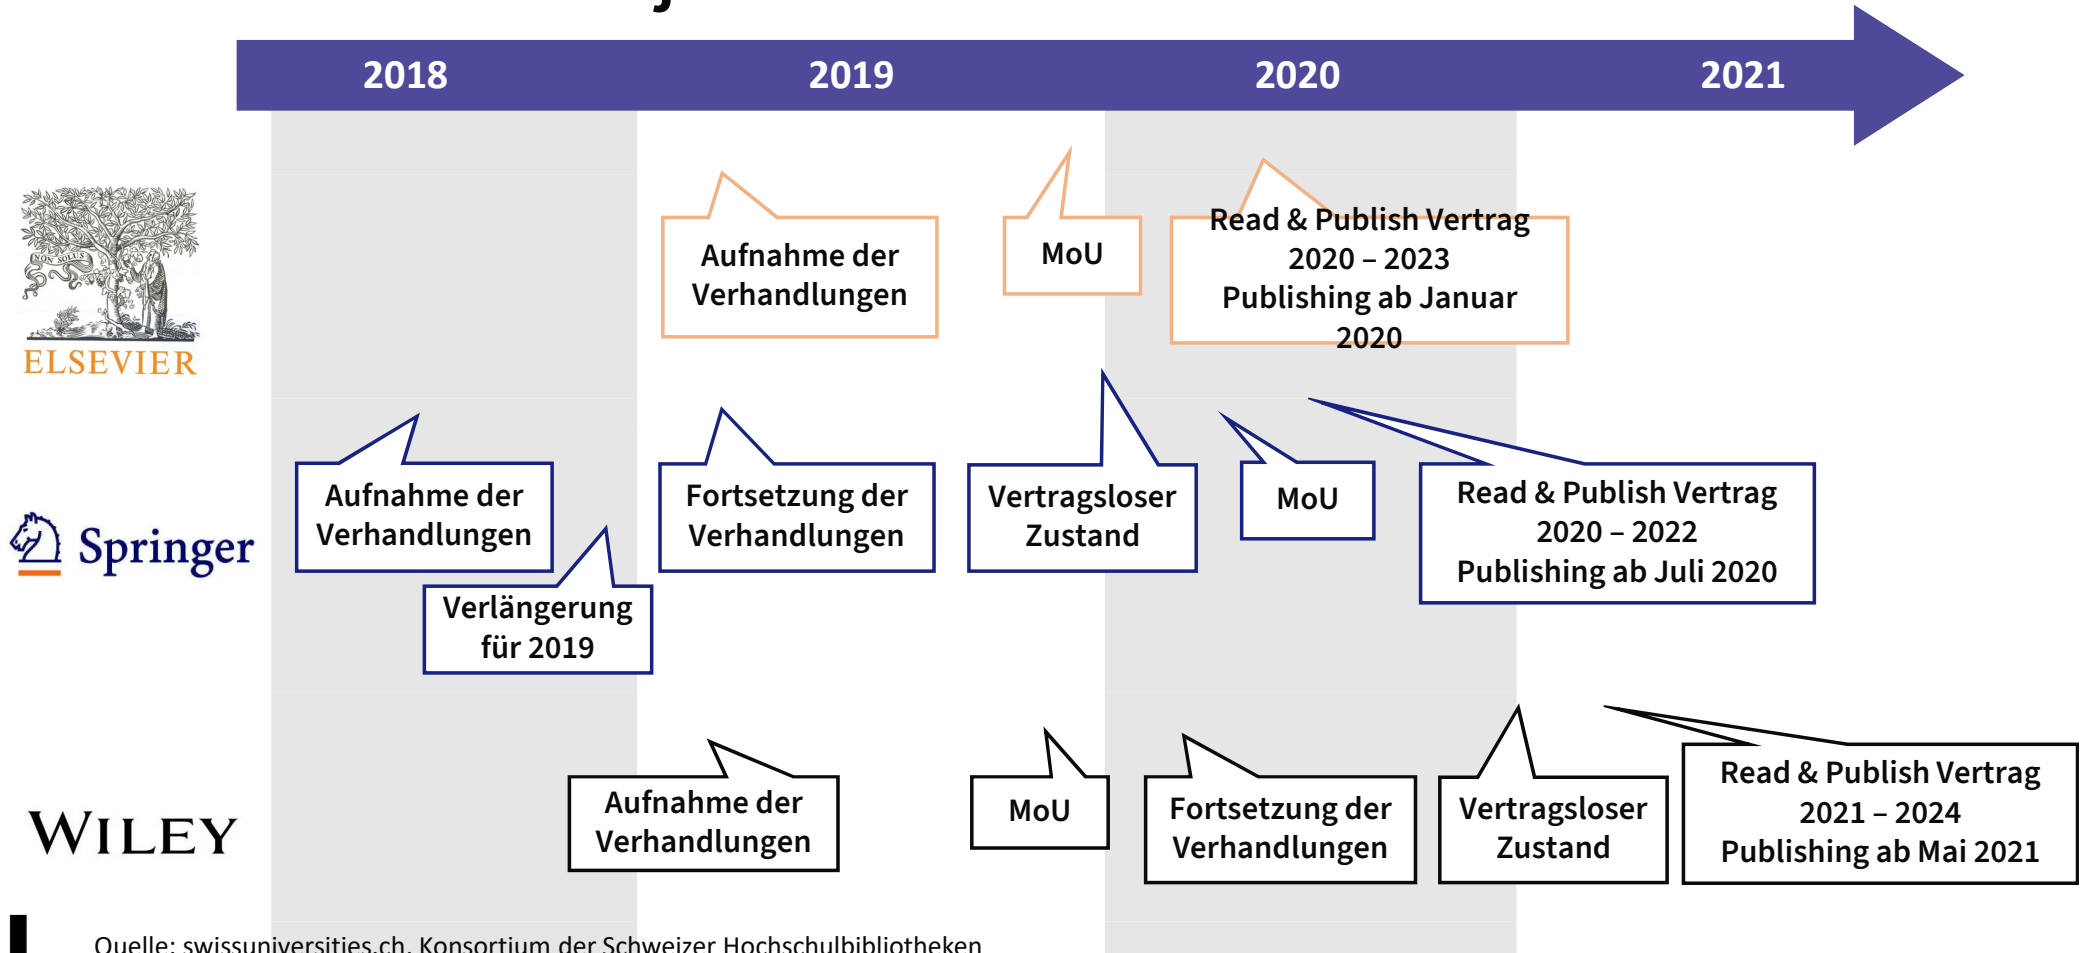 2018
2019
2020
2021
NON SOLUS
ELSEVIER
Aufnahme der
Verhandlungen
MoU
Read & Publish Vertrag
2020 – 2023
Publishing ab Januar
2020
Springer
Aufnahme der
Verhandlungen
Verlängerung
für 2019
Fortsetzung der
Verhandlungen
Vertragsloser
Zustand
MoU
Read & Publish Vertrag
2020 – 2022
Publishing ab Juli 2020
WILEY
Aufnahme der
Verhandlungen
MoU
Fortsetzung der
Verhandlungen
Vertragsloser
Zustand
Read & Publish Vertrag
2021 – 2024
Publishing ab Mai 2021
Quelle: swissuniversities.ch, Konsortium der Schweizer Hochschulbibliotheken